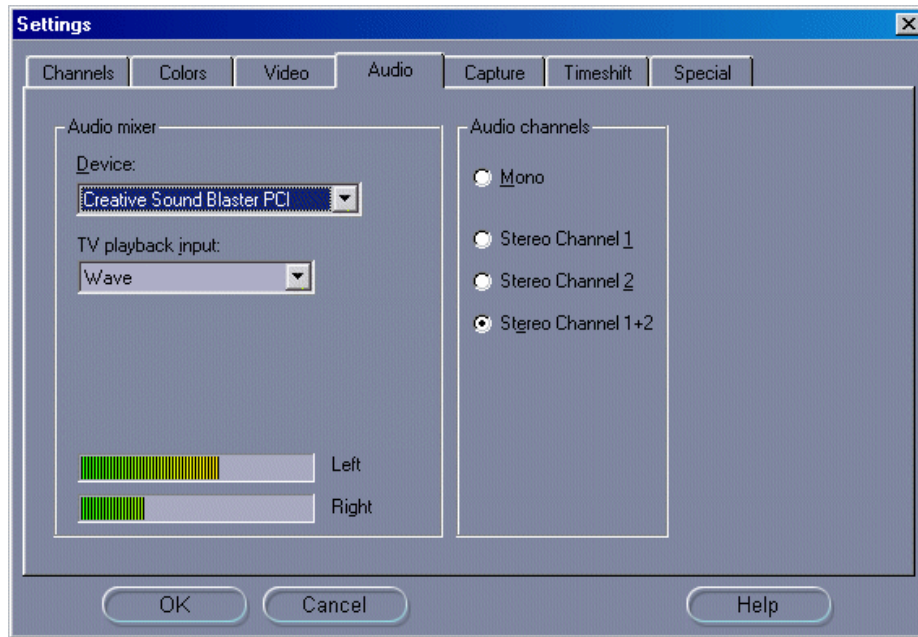 Settings
Channels Colors Video Audio Capture Timeshift Special
Audio mixer
Device:
Creative Sound Blaster PCI
TV playback input:
Wave
Left
Right
Audio channels
Mono
Stereo Channel 1
Stereo Channel 2
Stereo Channel 1+2
OK Cancel Help